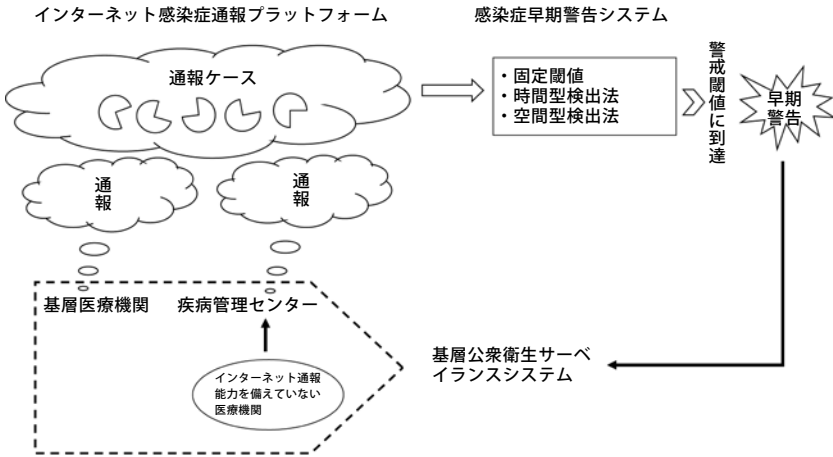 インターネット感染症通報プラットフォーム
感染症早期警告システム
通報ケース
・固定閾値
・時間型検出法
・空間型検出法
警戒閾値に到達
早期
警告
通報
通報
基層医療機関
疾病管理センター
インターネット通報
能力を備えていない
医療機関
基層公衆衛生サーベ
イランスシステム